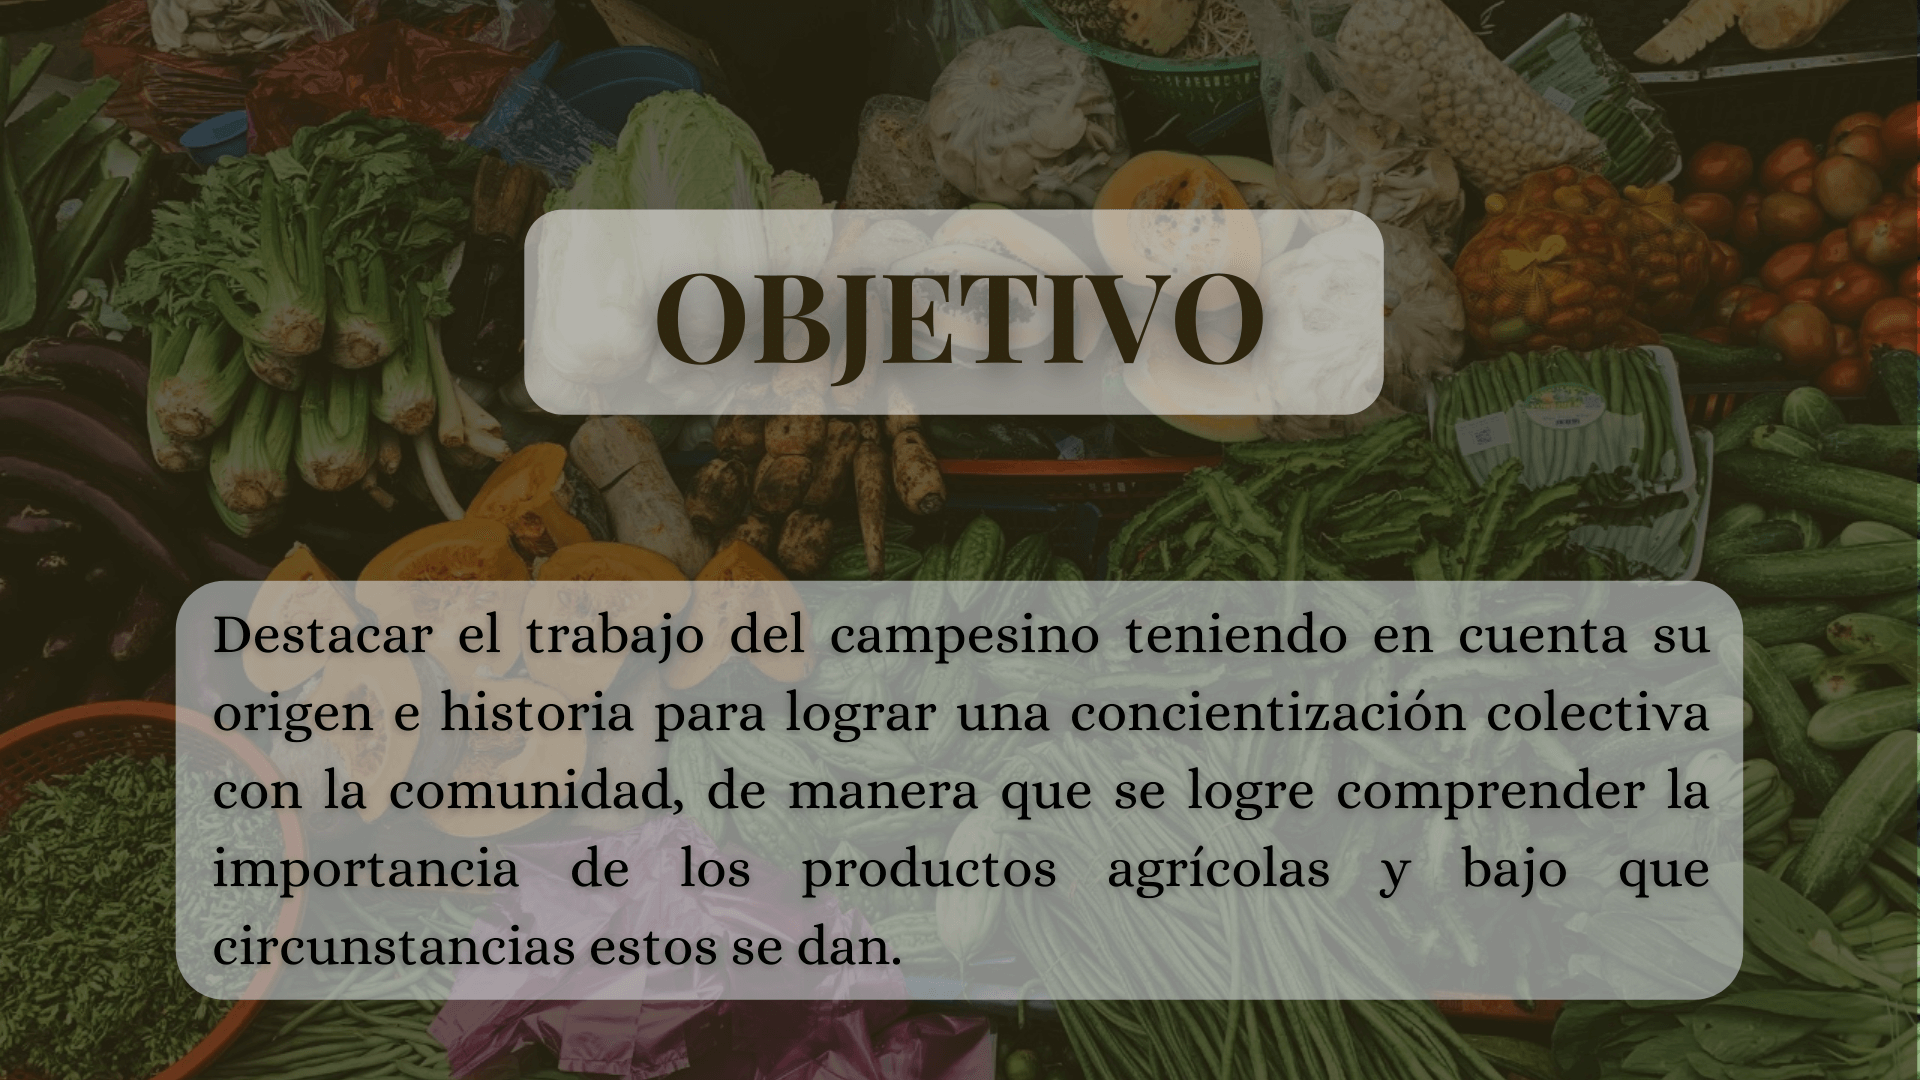 OBJETIVO
Destacar el trabajo del campesino teniendo en cuenta su
origen e historia para lograr una concientización colectiva
con la comunidad, de manera que se logre comprender la
importancia de los productos agrícolas y bajo que
circunstancias estos se dan.